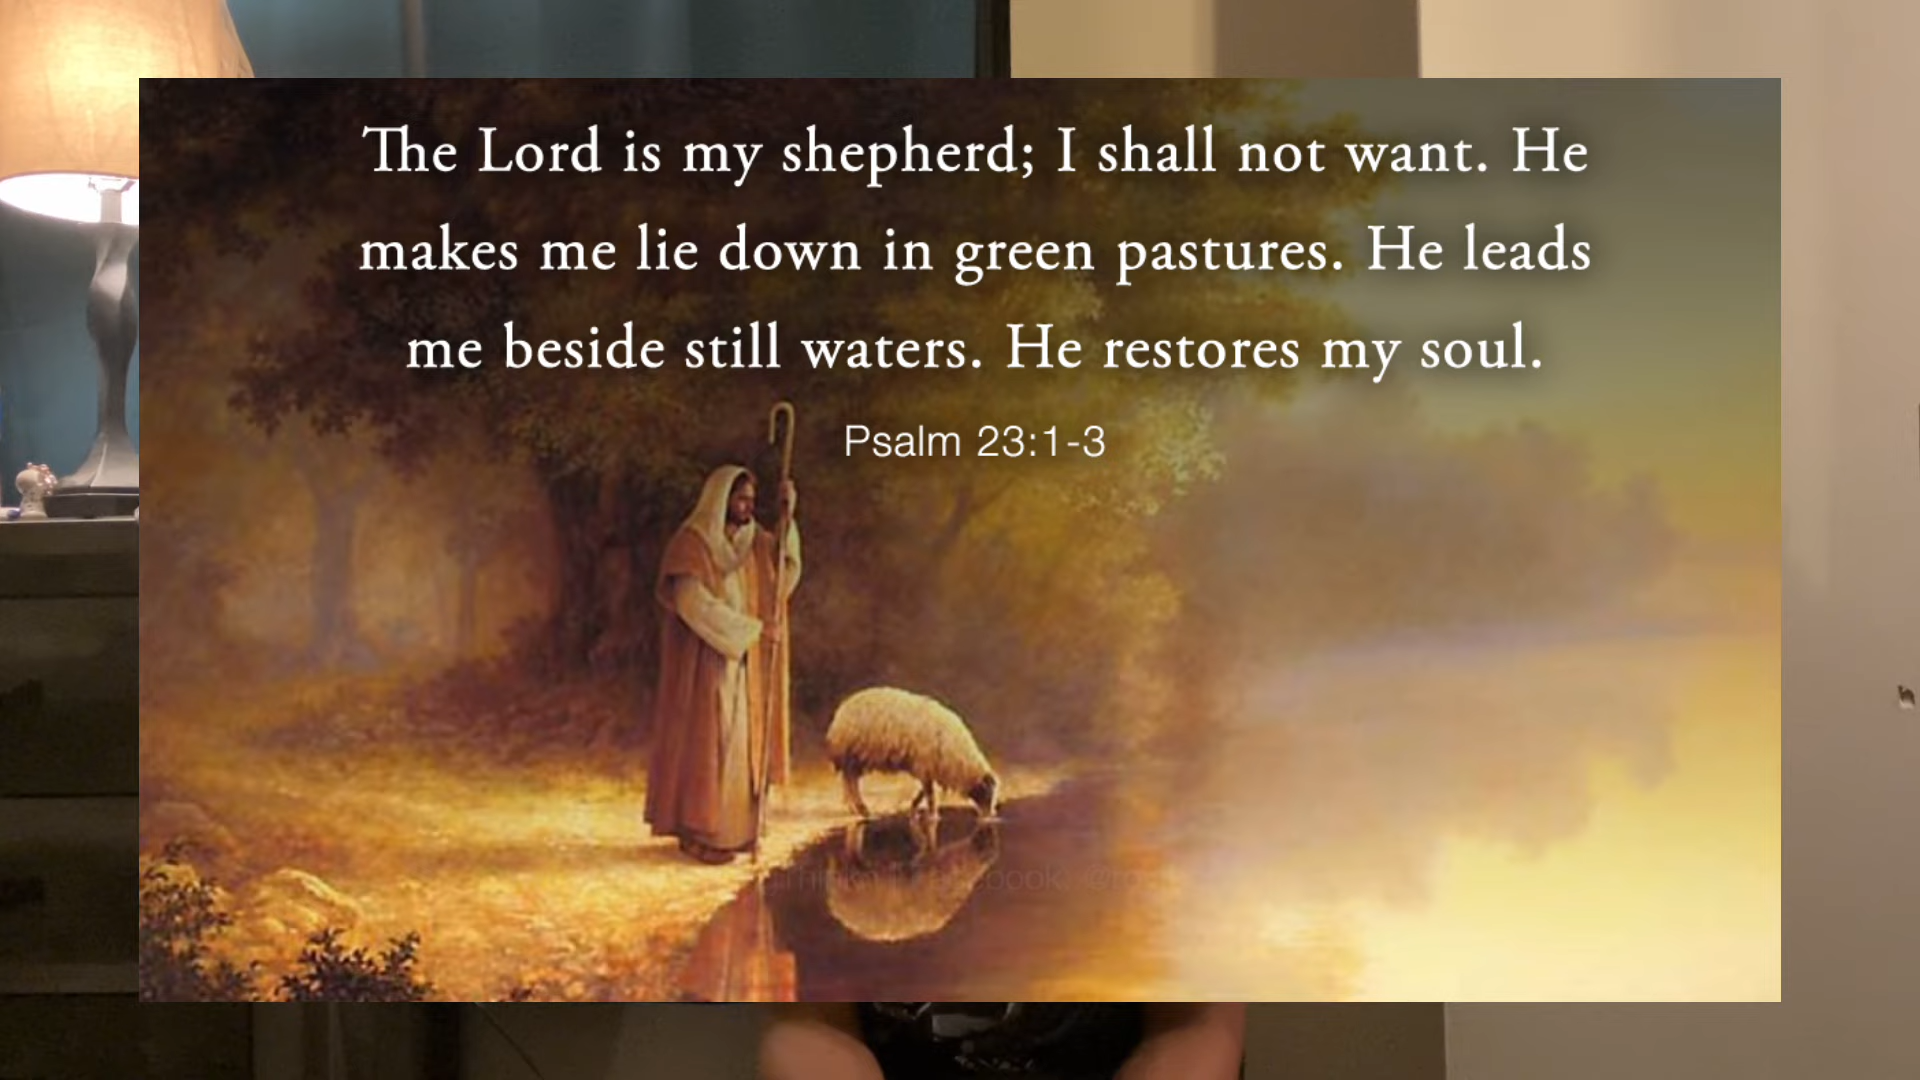 The Lord is my shepherd; I shall not want. He
makes me lie down in green pastures. He leads
me beside still waters. He restores my soul.
Psalm 23:1-3